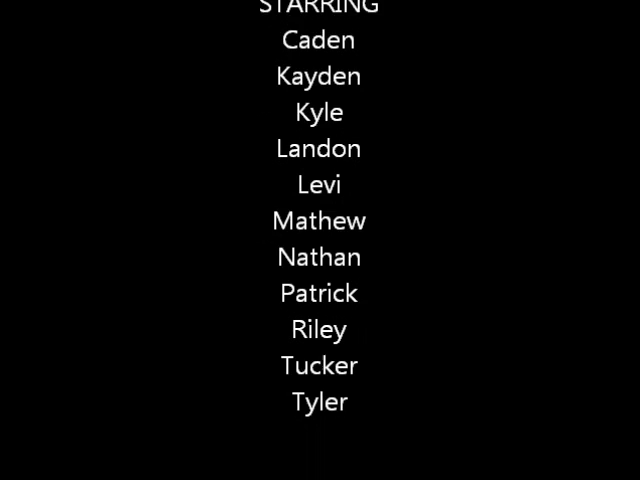 STARRING
Caden
Kayden
Kyle
Landon
Levi
Mathew
Nathan
Patrick
Riley
Tucker
Tyler